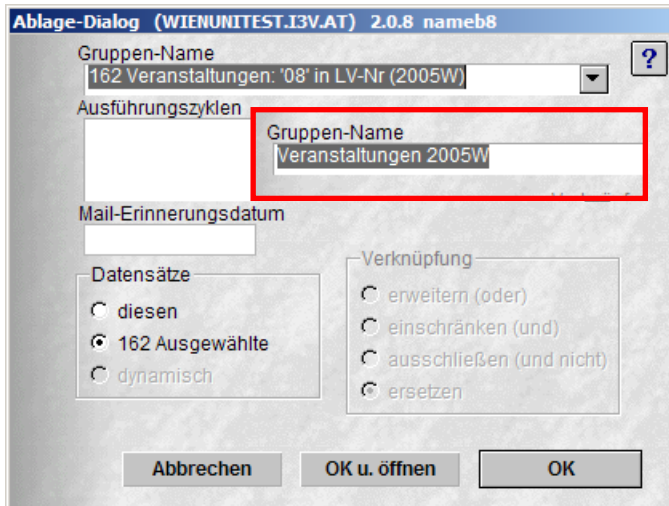 Ablage-Dialog (WIENUNITEST.I3V.AT) 2.0.8 nameb8
Gruppen-Name
?
162 Veranstaltungen: '08' in LV-Nr (2005W)
Ausführungszyklen
Gruppen-Name
Veranstaltungen 2005W
Mail-Erinnerungsdatum
Datensätze
diesen
162 Ausgewählte
dynamisch
Verknüpfung
erweitern (oder)
einschränken (und)
ausschließen (und nicht)
ersetzen
Abbrechen
OK u. öffnen
OK